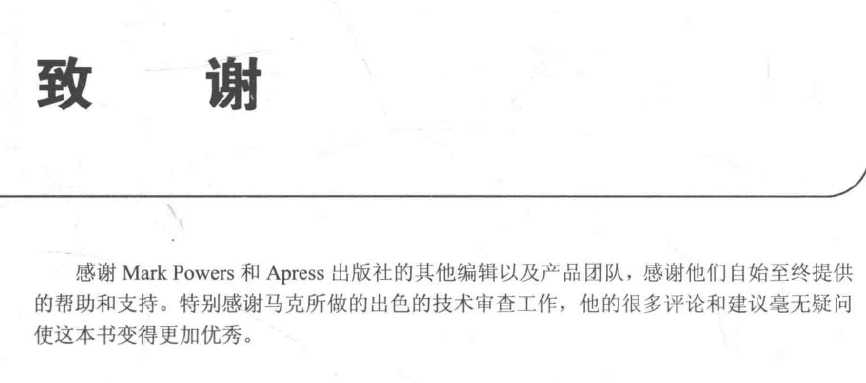 致 谢
感谢 Mark Powers 和 Apress 出版社的其他编辑以及产品团队，感谢他们自始至终提供
的帮助和支持。特别感谢马克所做的出色的技术审查工作，他的很多评论和建议毫无疑问
使这本书变得更加优秀。